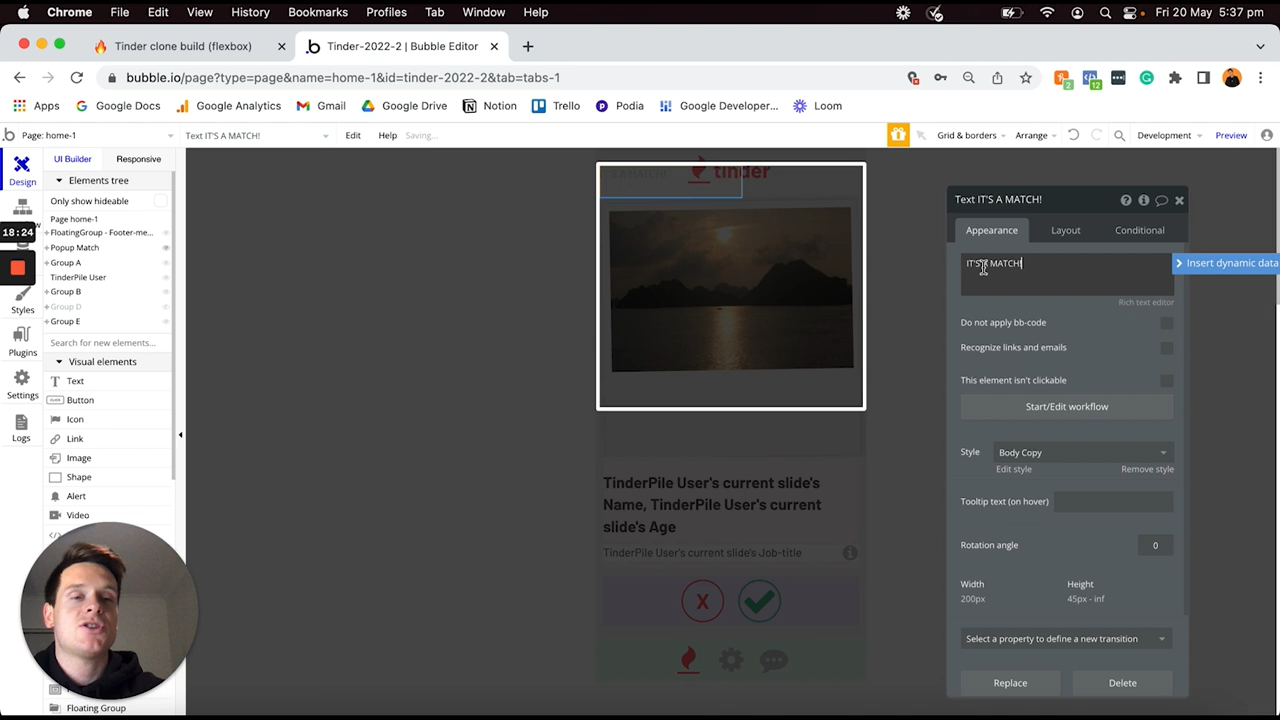 Chrome File Edit View History Bookmarks Profiles Tab Window Help Fri 20 May 5:37 pm
Tinder clone build (flexbox) Tinder-2022-2 | Bubble Editor
bubble.io/page?type=page&name=home-1&id=tinder-2022-2&tab=tabs-1 2 12
Apps Google Docs Google Analytics Gmail Google Drive Notion Trello Podia Google Developer... Loom
Page: home-1 Text IT'S A MATCH! Edit Help Saving... Grid & borders Arrange Development Preview
UI Builder Responsive
Design
Elements tree
Only show hideable
Page home-1
FloatingGroup - Footer-me...
18:24
Popup Match
Group A
TinderPile User
Group B
Group D
Group E
Styles
Search for new elements...
Plugins
Visual elements
Text
Settings
Button
Icon
Logs
Link
Image
Shape
Alert
Video
Floating Group
tinder
TinderPile User's current slide's
Name, TinderPile User's current
slide's Age
TinderPile User's current slide's Job-title
X
Text IT'S A MATCH!
Appearance Layout Conditional
IT'S A MATCH!
Insert dynamic data
Rich text editor
Do not apply bb-code
Recognize links and emails
This element isn't clickable
Start/Edit workflow
Style Body Copy
Edit style Remove style
Tooltip text (on hover)
Rotation angle 0
Width Height
200px 45px - inf
Select a property to define a new transition
Replace Delete